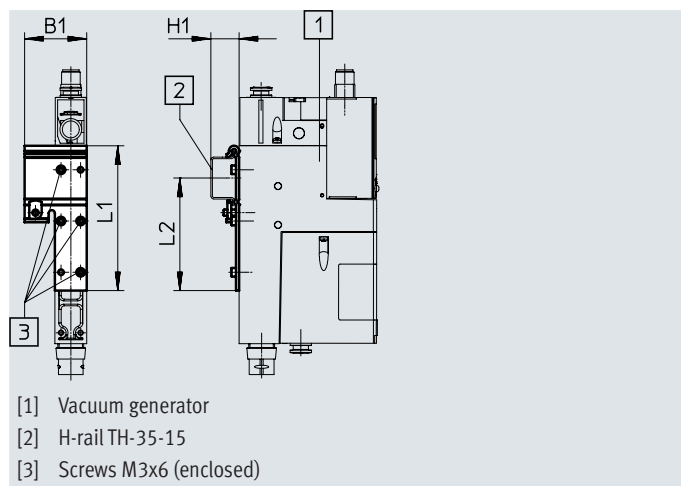 B1
H1
1
2
L1
L2
3
[1] Vacuum generator
[2] H-rail TH-35-15
[3] Screws M3x6 (enclosed)